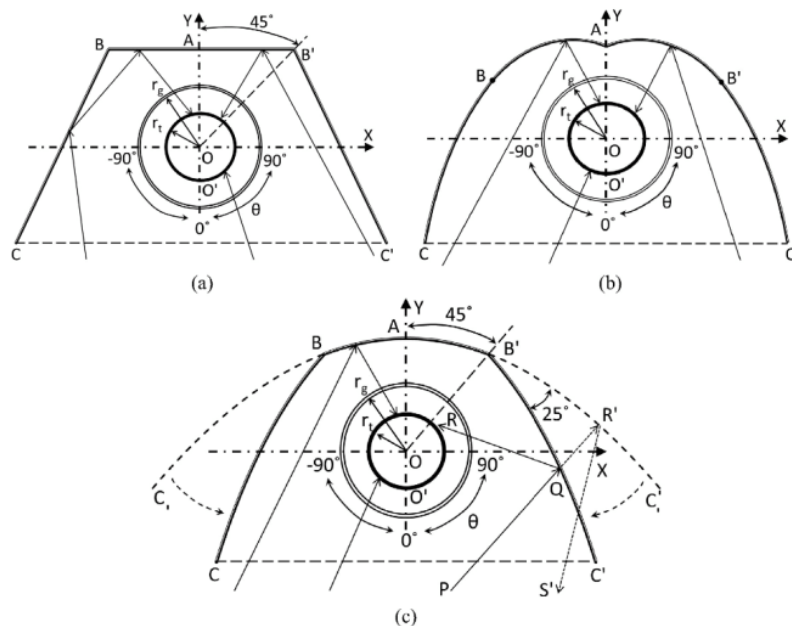 Y
45°
B
A
B'
r_g
r_t
X
-90°
O
90°
O'
θ
0°
C
C'
(a)
Y
A
B
B'
r_g
r_t
X
-90°
O
90°
O'
θ
0°
C
C
(b)
Y
45°
A
B
B'
r_g
R
25°
R'
r_t
O
X
-90°
90°
Q
C,
O'
C,
θ
0°
C
P
S'
C'
(c)